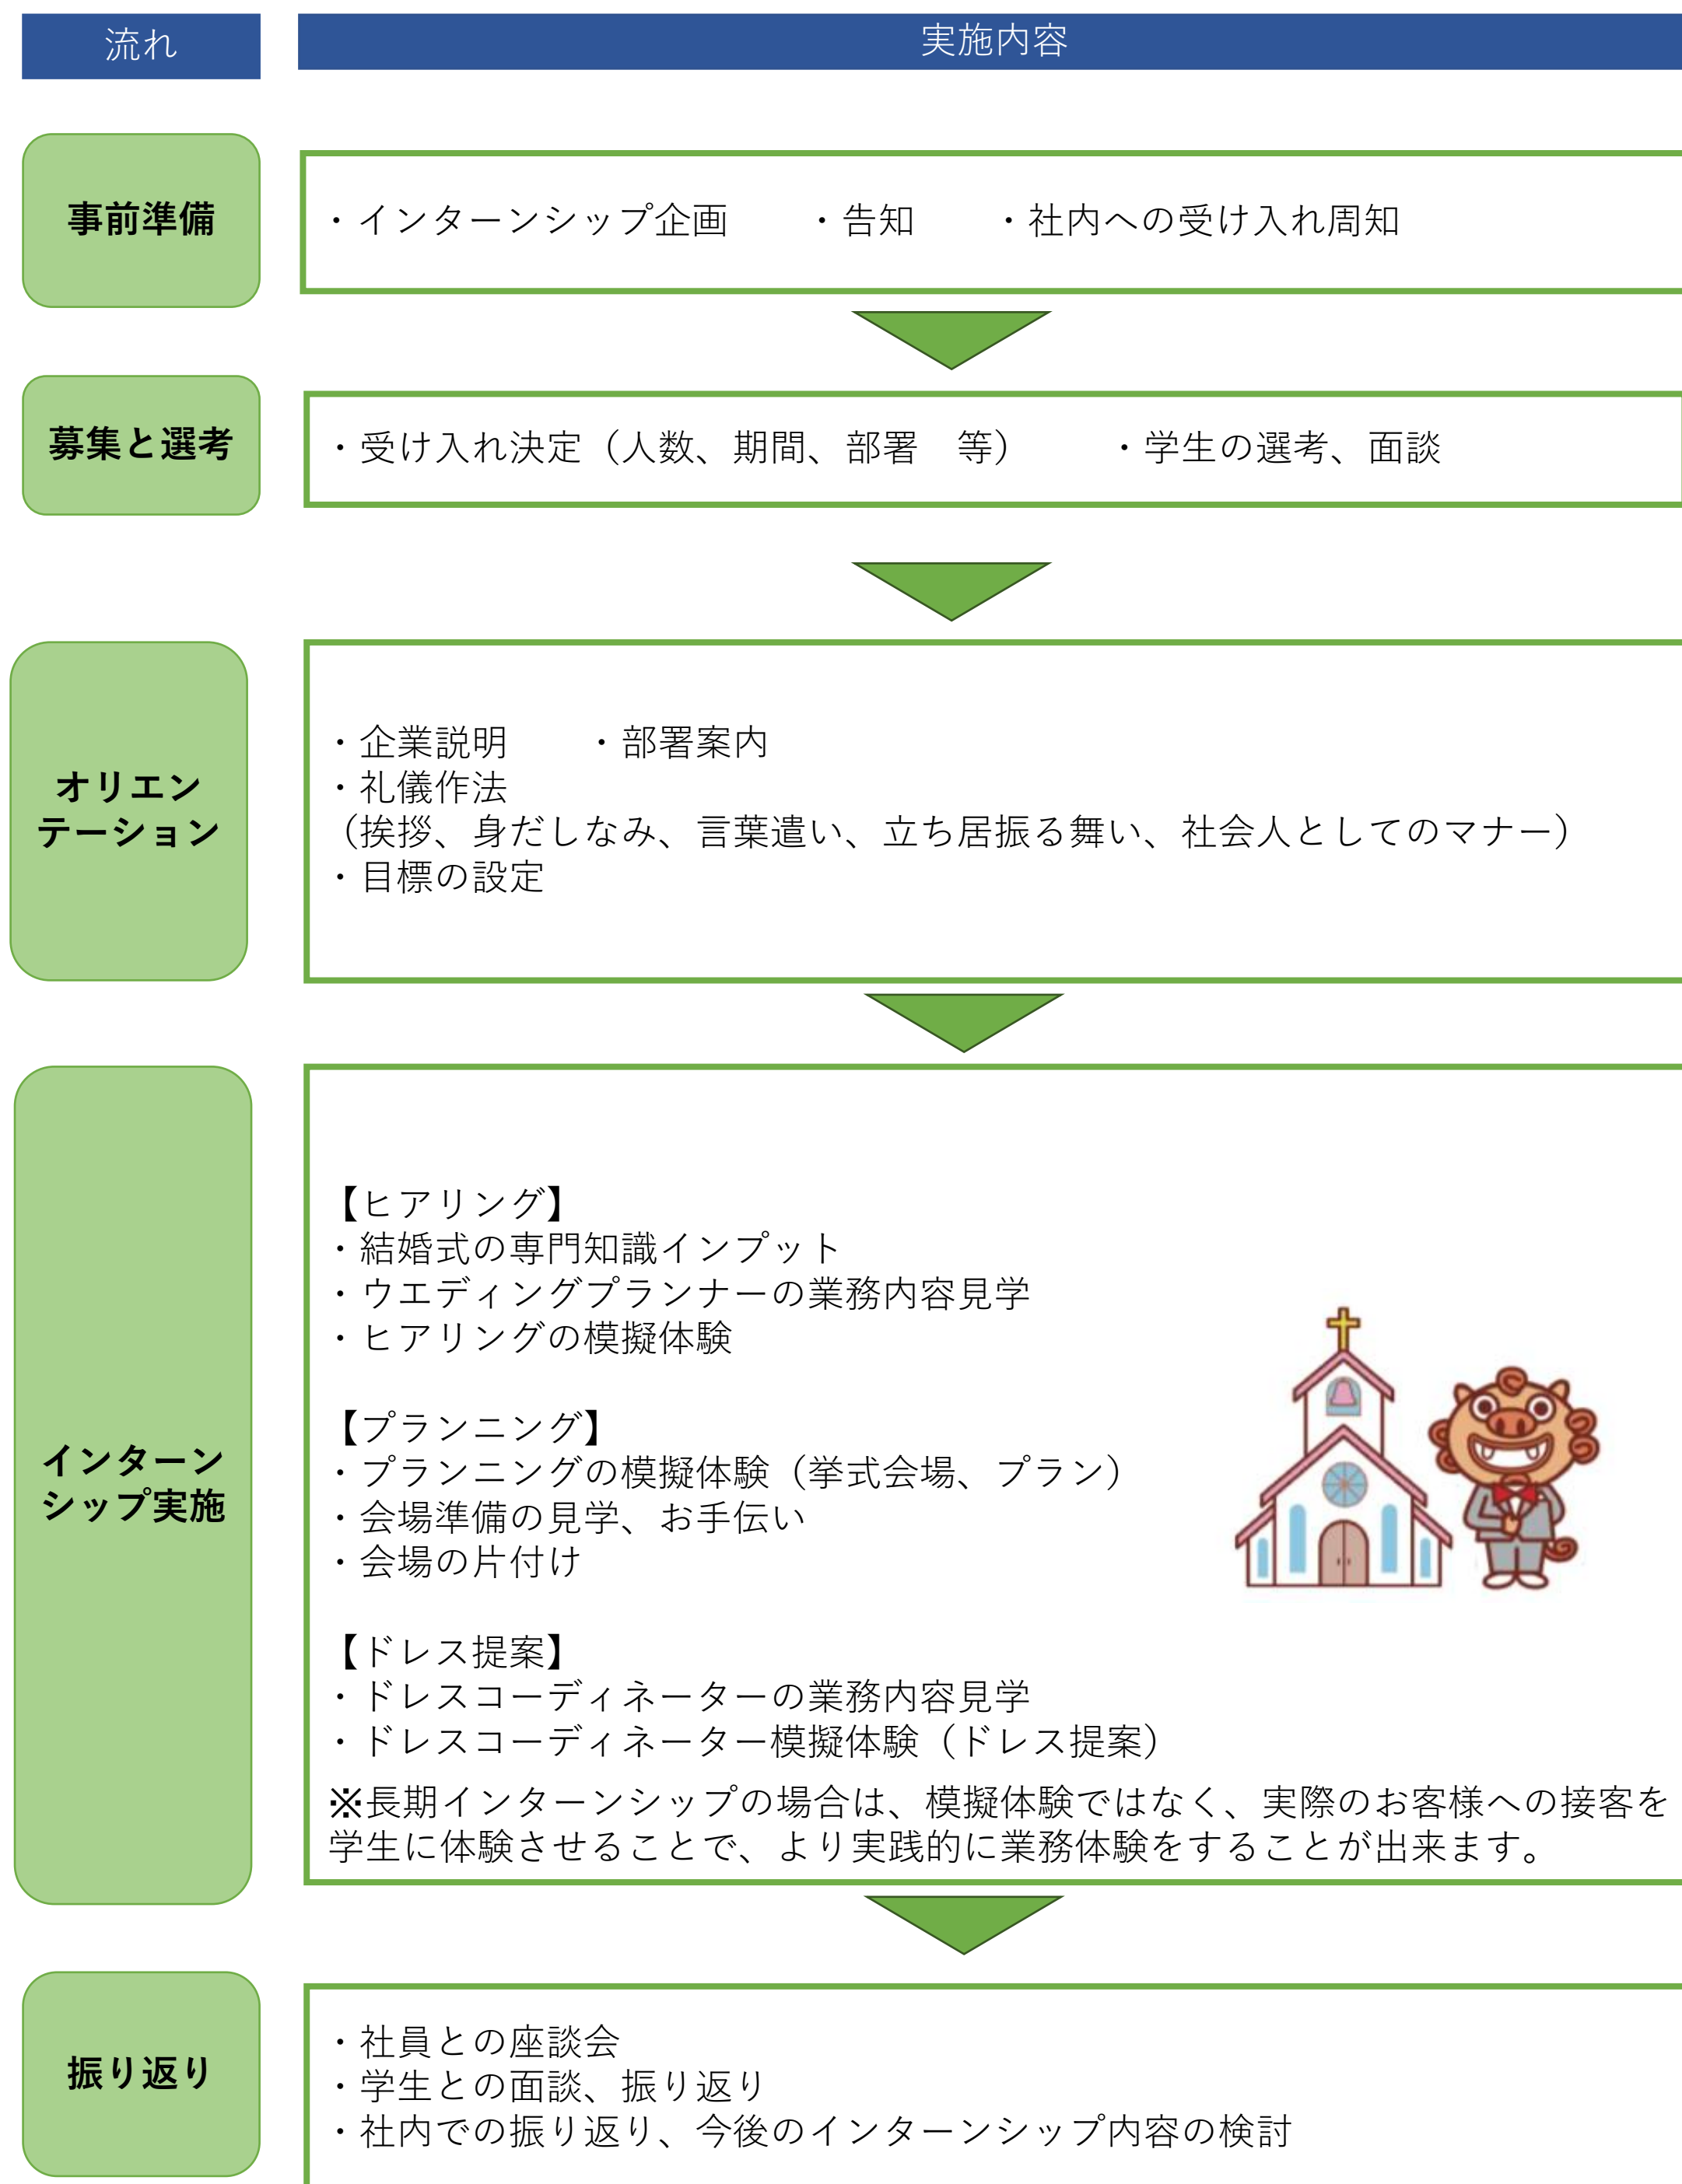 流れ
実施内容
事前準備
・インターンシップ企画　　・告知　　・社内への受け入れ周知
募集と選考
・受け入れ決定（人数、期間、部署　等）　　・学生の選考、面談
オリエン
テーション
・企業説明　　・部署案内
・礼儀作法
（挨拶、身だしなみ、言葉遣い、立ち居振る舞い、社会人としてのマナー）
・目標の設定
インターン
シップ実施
【ヒアリング】
・結婚式の専門知識インプット
・ウエディングプランナーの業務内容見学
・ヒアリングの模擬体験
【プランニング】
・プランニングの模擬体験（挙式会場、プラン）
・会場準備の見学、お手伝い
・会場の片付け
【ドレス提案】
・ドレスコーディネーターの業務内容見学
・ドレスコーディネーター模擬体験（ドレス提案）
※長期インターンシップの場合は、模擬体験ではなく、実際のお客様への接客を
学生に体験させることで、より実践的に業務体験をすることが出来ます。
振り返り
・社員との座談会
・学生との面談、振り返り
・社内での振り返り、今後のインターンシップ内容の検討